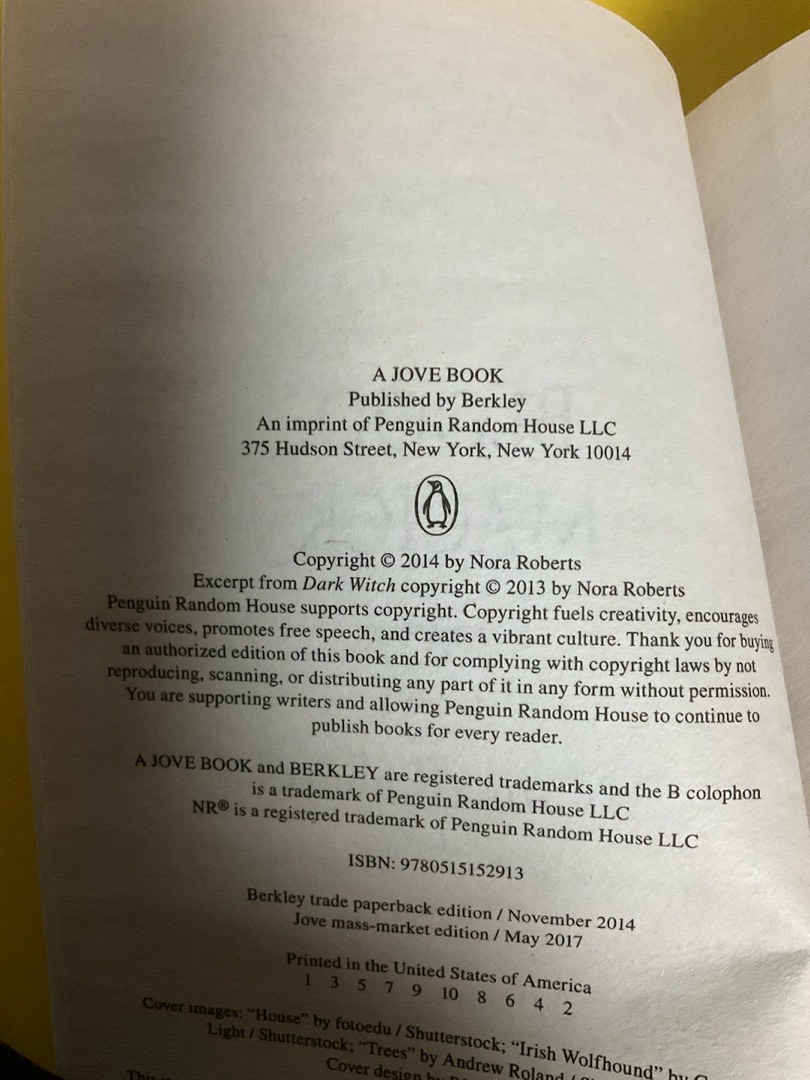 A JOVE BOOK
Published by Berkley
An imprint of Penguin Random House LLC
375 Hudson Street, New York, New York 10014
Copyright © 2014 by Nora Roberts
Excerpt from Dark Witch copyright © 2013 by Nora Roberts
Penguin Random House supports copyright. Copyright fuels creativity, encourages
diverse voices, promotes free speech, and creates a vibrant culture. Thank you for buying
an authorized edition of this book and for complying with copyright laws by not
reproducing, scanning, or distributing any part of it in any form without permission.
You are supporting writers and allowing Penguin Random House to continue to
publish books for every reader.
A JOVE BOOK and BERKLEY are registered trademarks and the B colophon
is a trademark of Penguin Random House LLC
NR® is a registered trademark of Penguin Random House LLC
ISBN: 9780515152913
Berkley trade paperback edition / November 2014
Jove mass-market edition / May 2017
Printed in the United States of America
1 3 5 7 9 10 8 6 4 2
Cover images: "House" by fotoedu / Shutterstock; "Irish Wolfhound" by
Light / Shutterstock; "Trees" by Andrew Roland /
Cover design